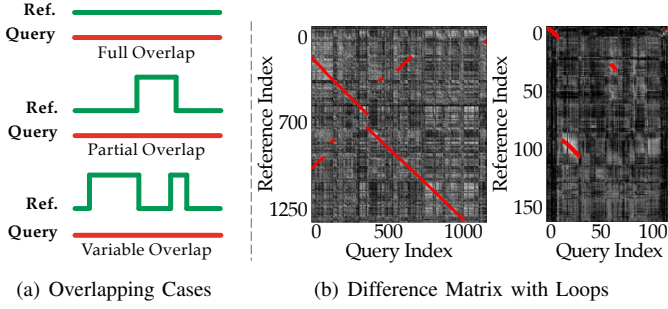 Ref.
Query
Full Overlap
Ref.
Query
Partial Overlap
Ref.
Query
Variable Overlap
(a) Overlapping Cases
Reference Index
0
700
1250
0 500 1000
Query Index
Reference Index
0
50
100
150
0 50 100
Query Index
(b) Difference Matrix with Loops